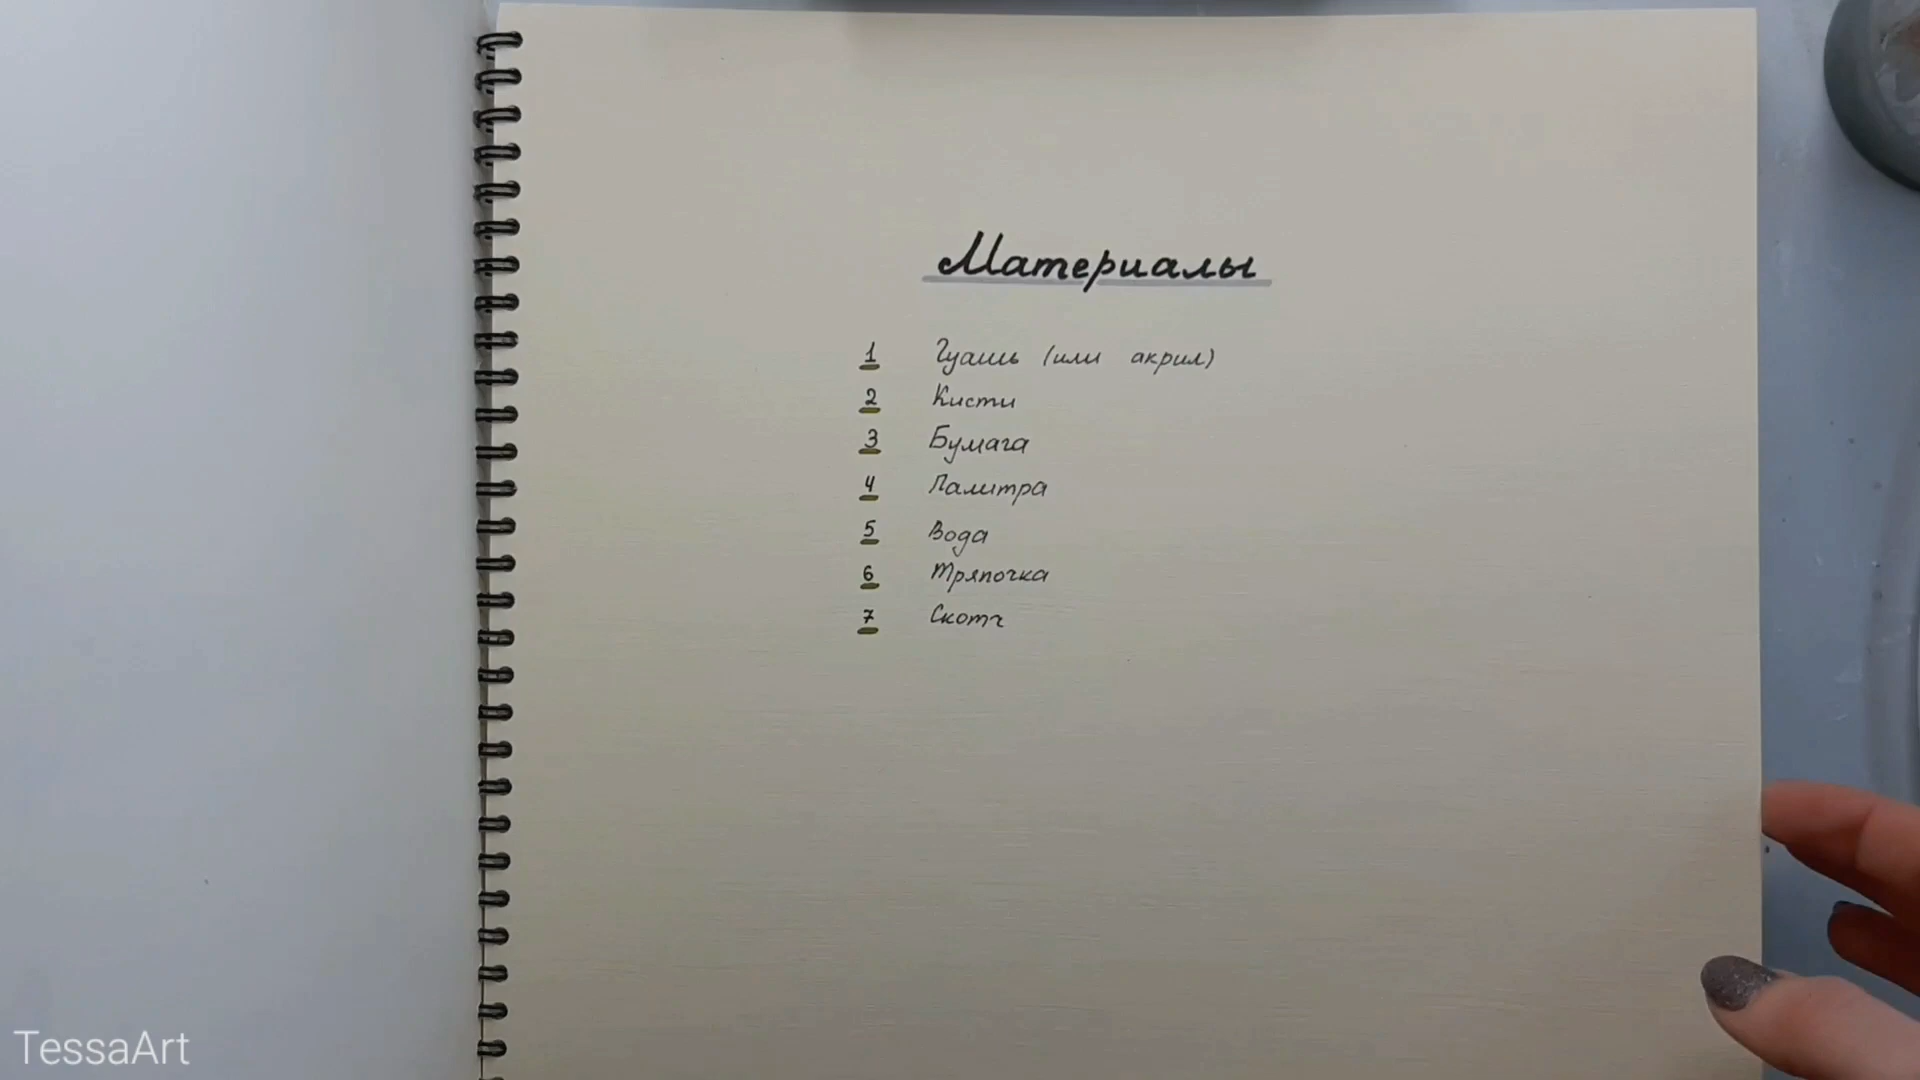 Материалы
1 Гуашь (или акрил)
2 Кисти
3 Бумага
4 Палитра
5 Вода
6 Тряпочка
7 Скотч
TessaArt